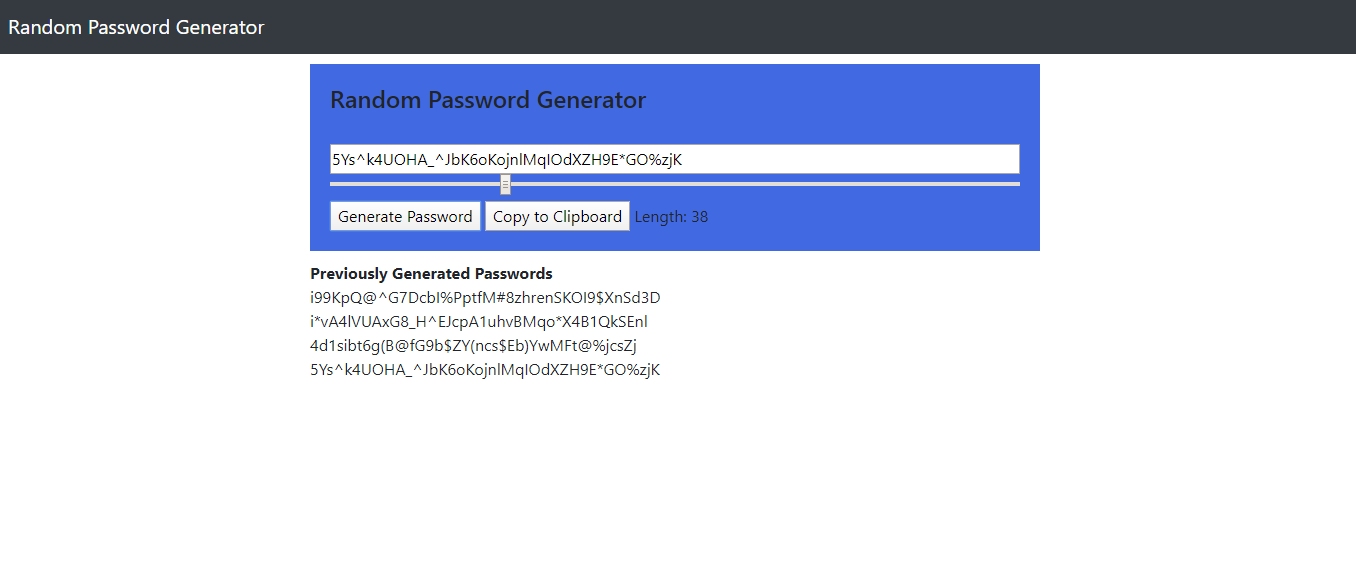 Random Password Generator
Random Password Generator
5Ys^k4UOHA_^JbK6oKojnlMqIOdXZH9E*GO%zjK
Generate Password Copy to Clipboard Length: 38
Previously Generated Passwords
i99KpQ@^G7DcbI%PptfM#8zhrenSKOI9$XnSd3D
i*vA4lVUAxG8_H^EJcpA1uhvBMqo*X4B1QkSEnl
4d1sibt6g(B@fG9b$ZY(ncs$Eb)YwMFt@%jcsZj
5Ys^k4UOHA_^JbK6oKojnlMqIOdXZH9E*GO%zjK